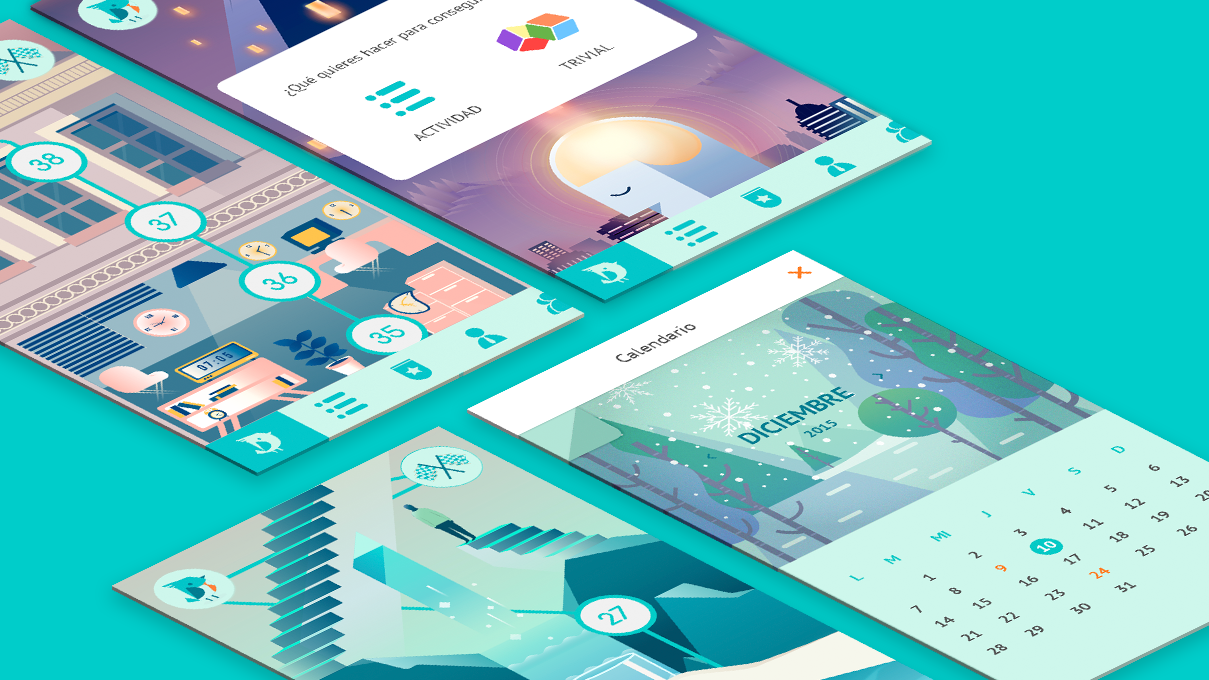 ¿Qué quieres hacer para consegu
ACTIVIDAD
TRIVIAL
38
37
36
35
07:05
Calendario
DICIEMBRE
2015
L M MI J V S D
1 2 3 4 5 6
7 8 9 10 11 12 13
14 15 16 17 18 19 20
21 22 23 24 25 26
28 29 30 31
27